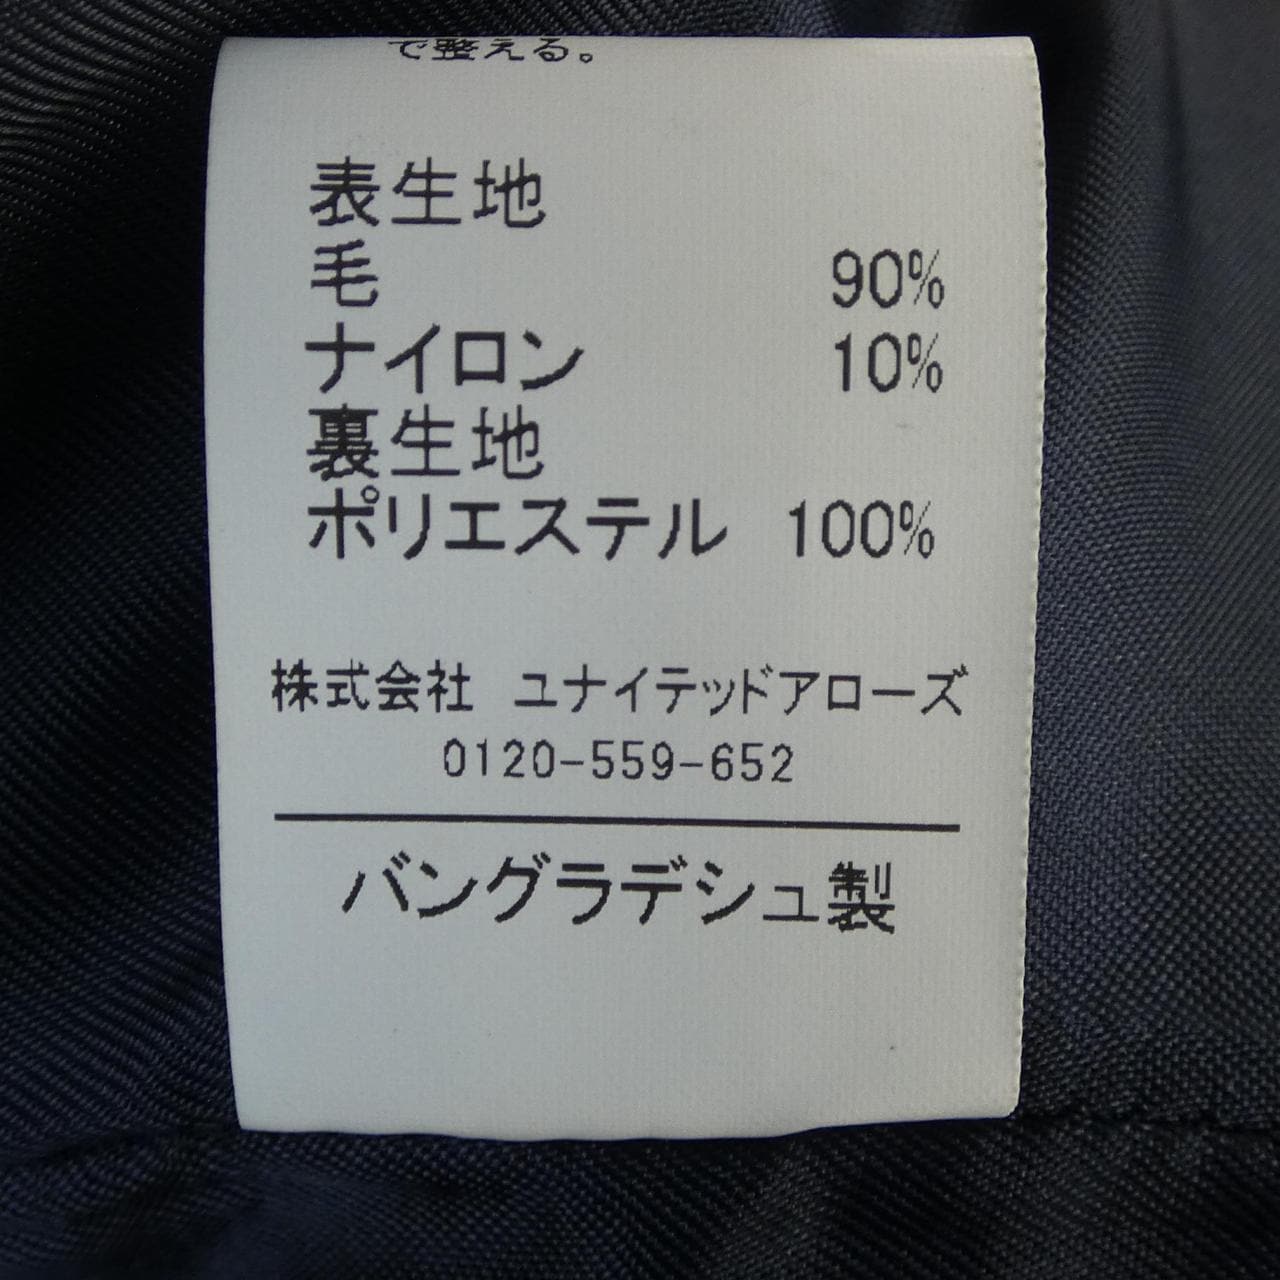 で整える。
表生地
毛 90%
ナイロン 10%
裏生地
ポリエステル 100%
株式会社 ユナイテッドアローズ
0120-559-652
バングラデシュ製